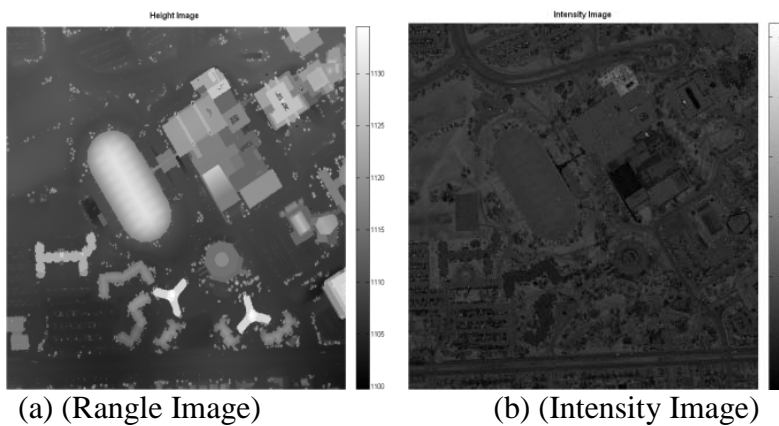 Height Image
Intensity Image
1130
1125
1120
1115
1110
1105
1100
(a) (Rangle Image)
(b) (Intensity Image)